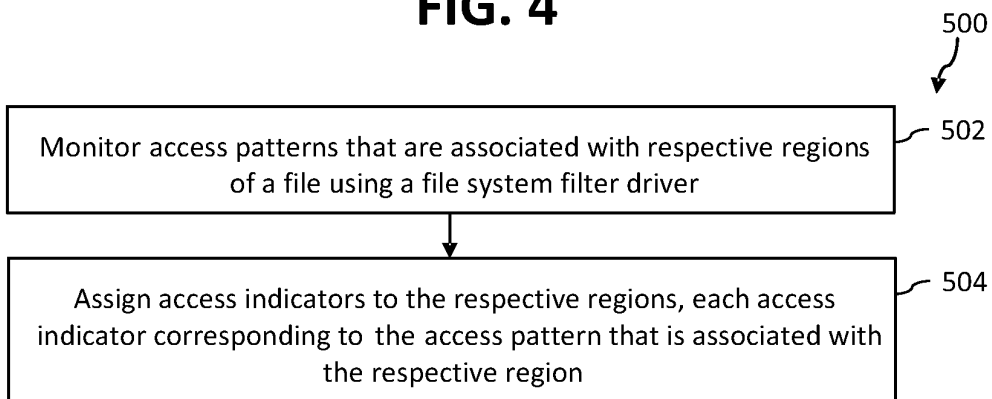 FIG. 4
500
Monitor access patterns that are associated with respective regions
of a file using a file system filter driver
502
Assign access indicators to the respective regions, each access
indicator corresponding to the access pattern that is associated with
the respective region
504